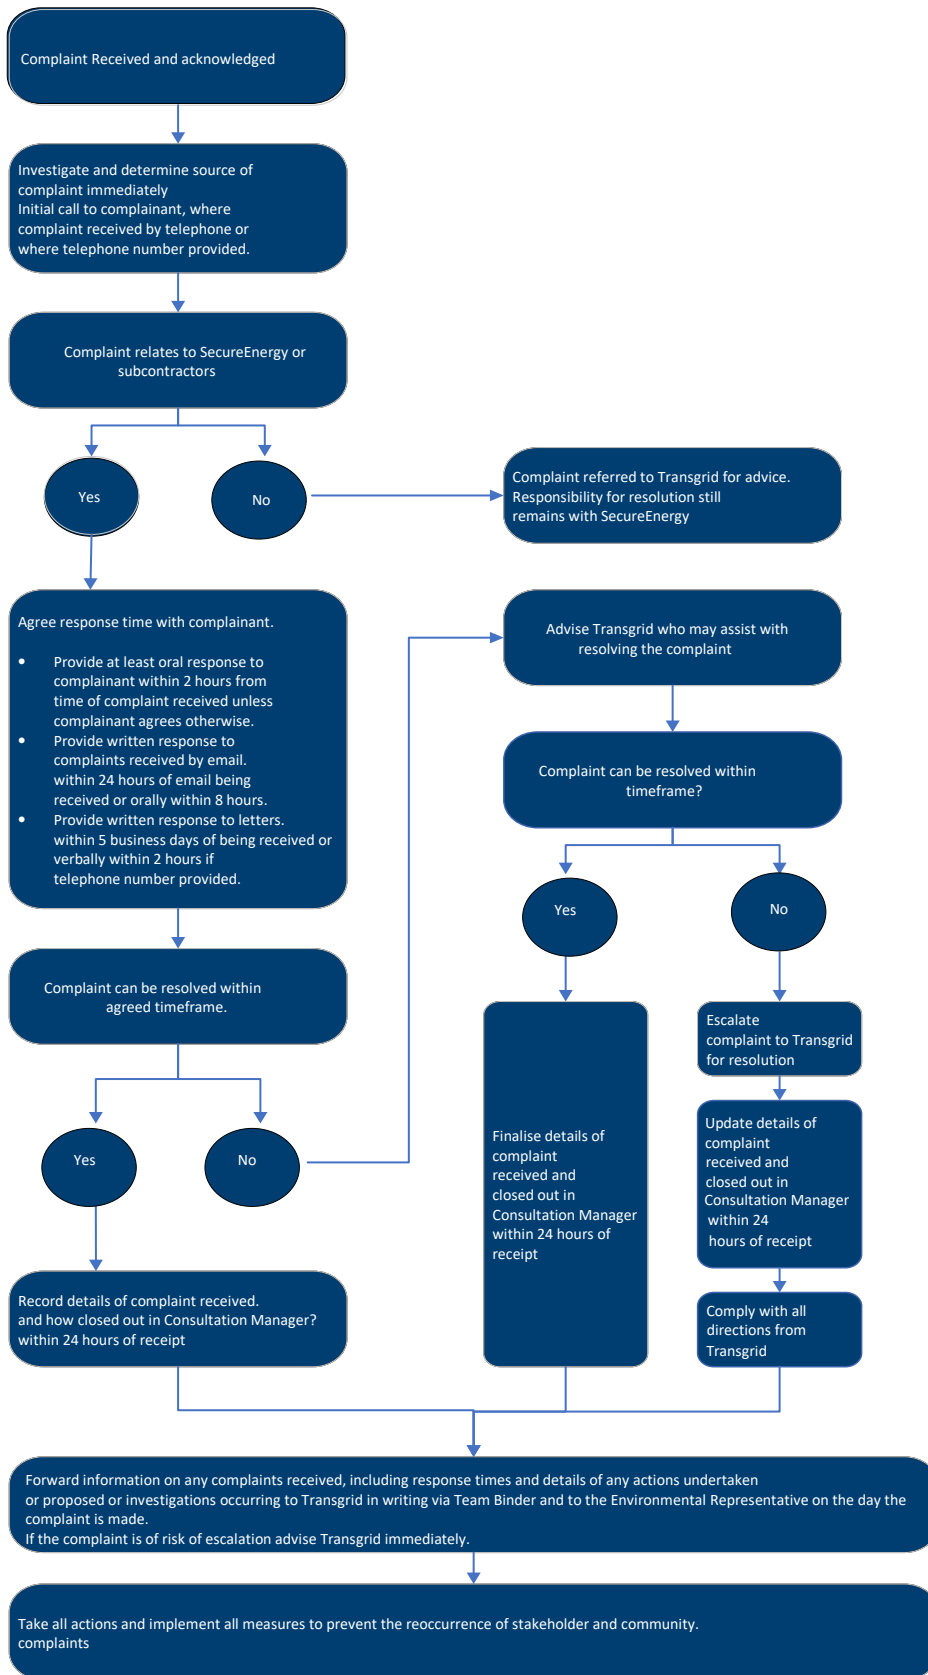 Complaint Received and acknowledged
Investigate and determine source of
complaint immediately
Initial call to complainant, where
complaint received by telephone or
where telephone number provided.
Complaint relates to SecureEnergy or
subcontractors
Yes
No
Complaint referred to Transgrid for advice.
Responsibility for resolution still
remains with SecureEnergy
Agree response time with complainant.
• Provide at least oral response to
complainant within 2 hours from
time of complaint received unless
complainant agrees otherwise.
• Provide written response to
complaints received by email.
within 24 hours of email being
received or orally within 8 hours.
• Provide written response to letters.
within 5 business days of being received or
verbally within 2 hours if
telephone number provided.
Advise Transgrid who may assist with
resolving the complaint
Complaint can be resolved within
timeframe?
Yes
No
Complaint can be resolved within
agreed timeframe.
Yes
No
Escalate
complaint to Transgrid
for resolution
Finalise details of
complaint
received and
closed out in
Consultation Manager
within 24 hours of
receipt
Update details of
complaint
received and
closed out in
Consultation Manager
within 24
hours of receipt
Record details of complaint received.
and how closed out in Consultation Manager?
within 24 hours of receipt
Comply with all
directions from
Transgrid
Forward information on any complaints received, including response times and details of any actions undertaken
or proposed or investigations occurring to Transgrid in writing via Team Binder and to the Environmental Representative on the day the
complaint is made.
If the complaint is of risk of escalation advise Transgrid immediately.
Take all actions and implement all measures to prevent the reoccurrence of stakeholder and community.
complaints